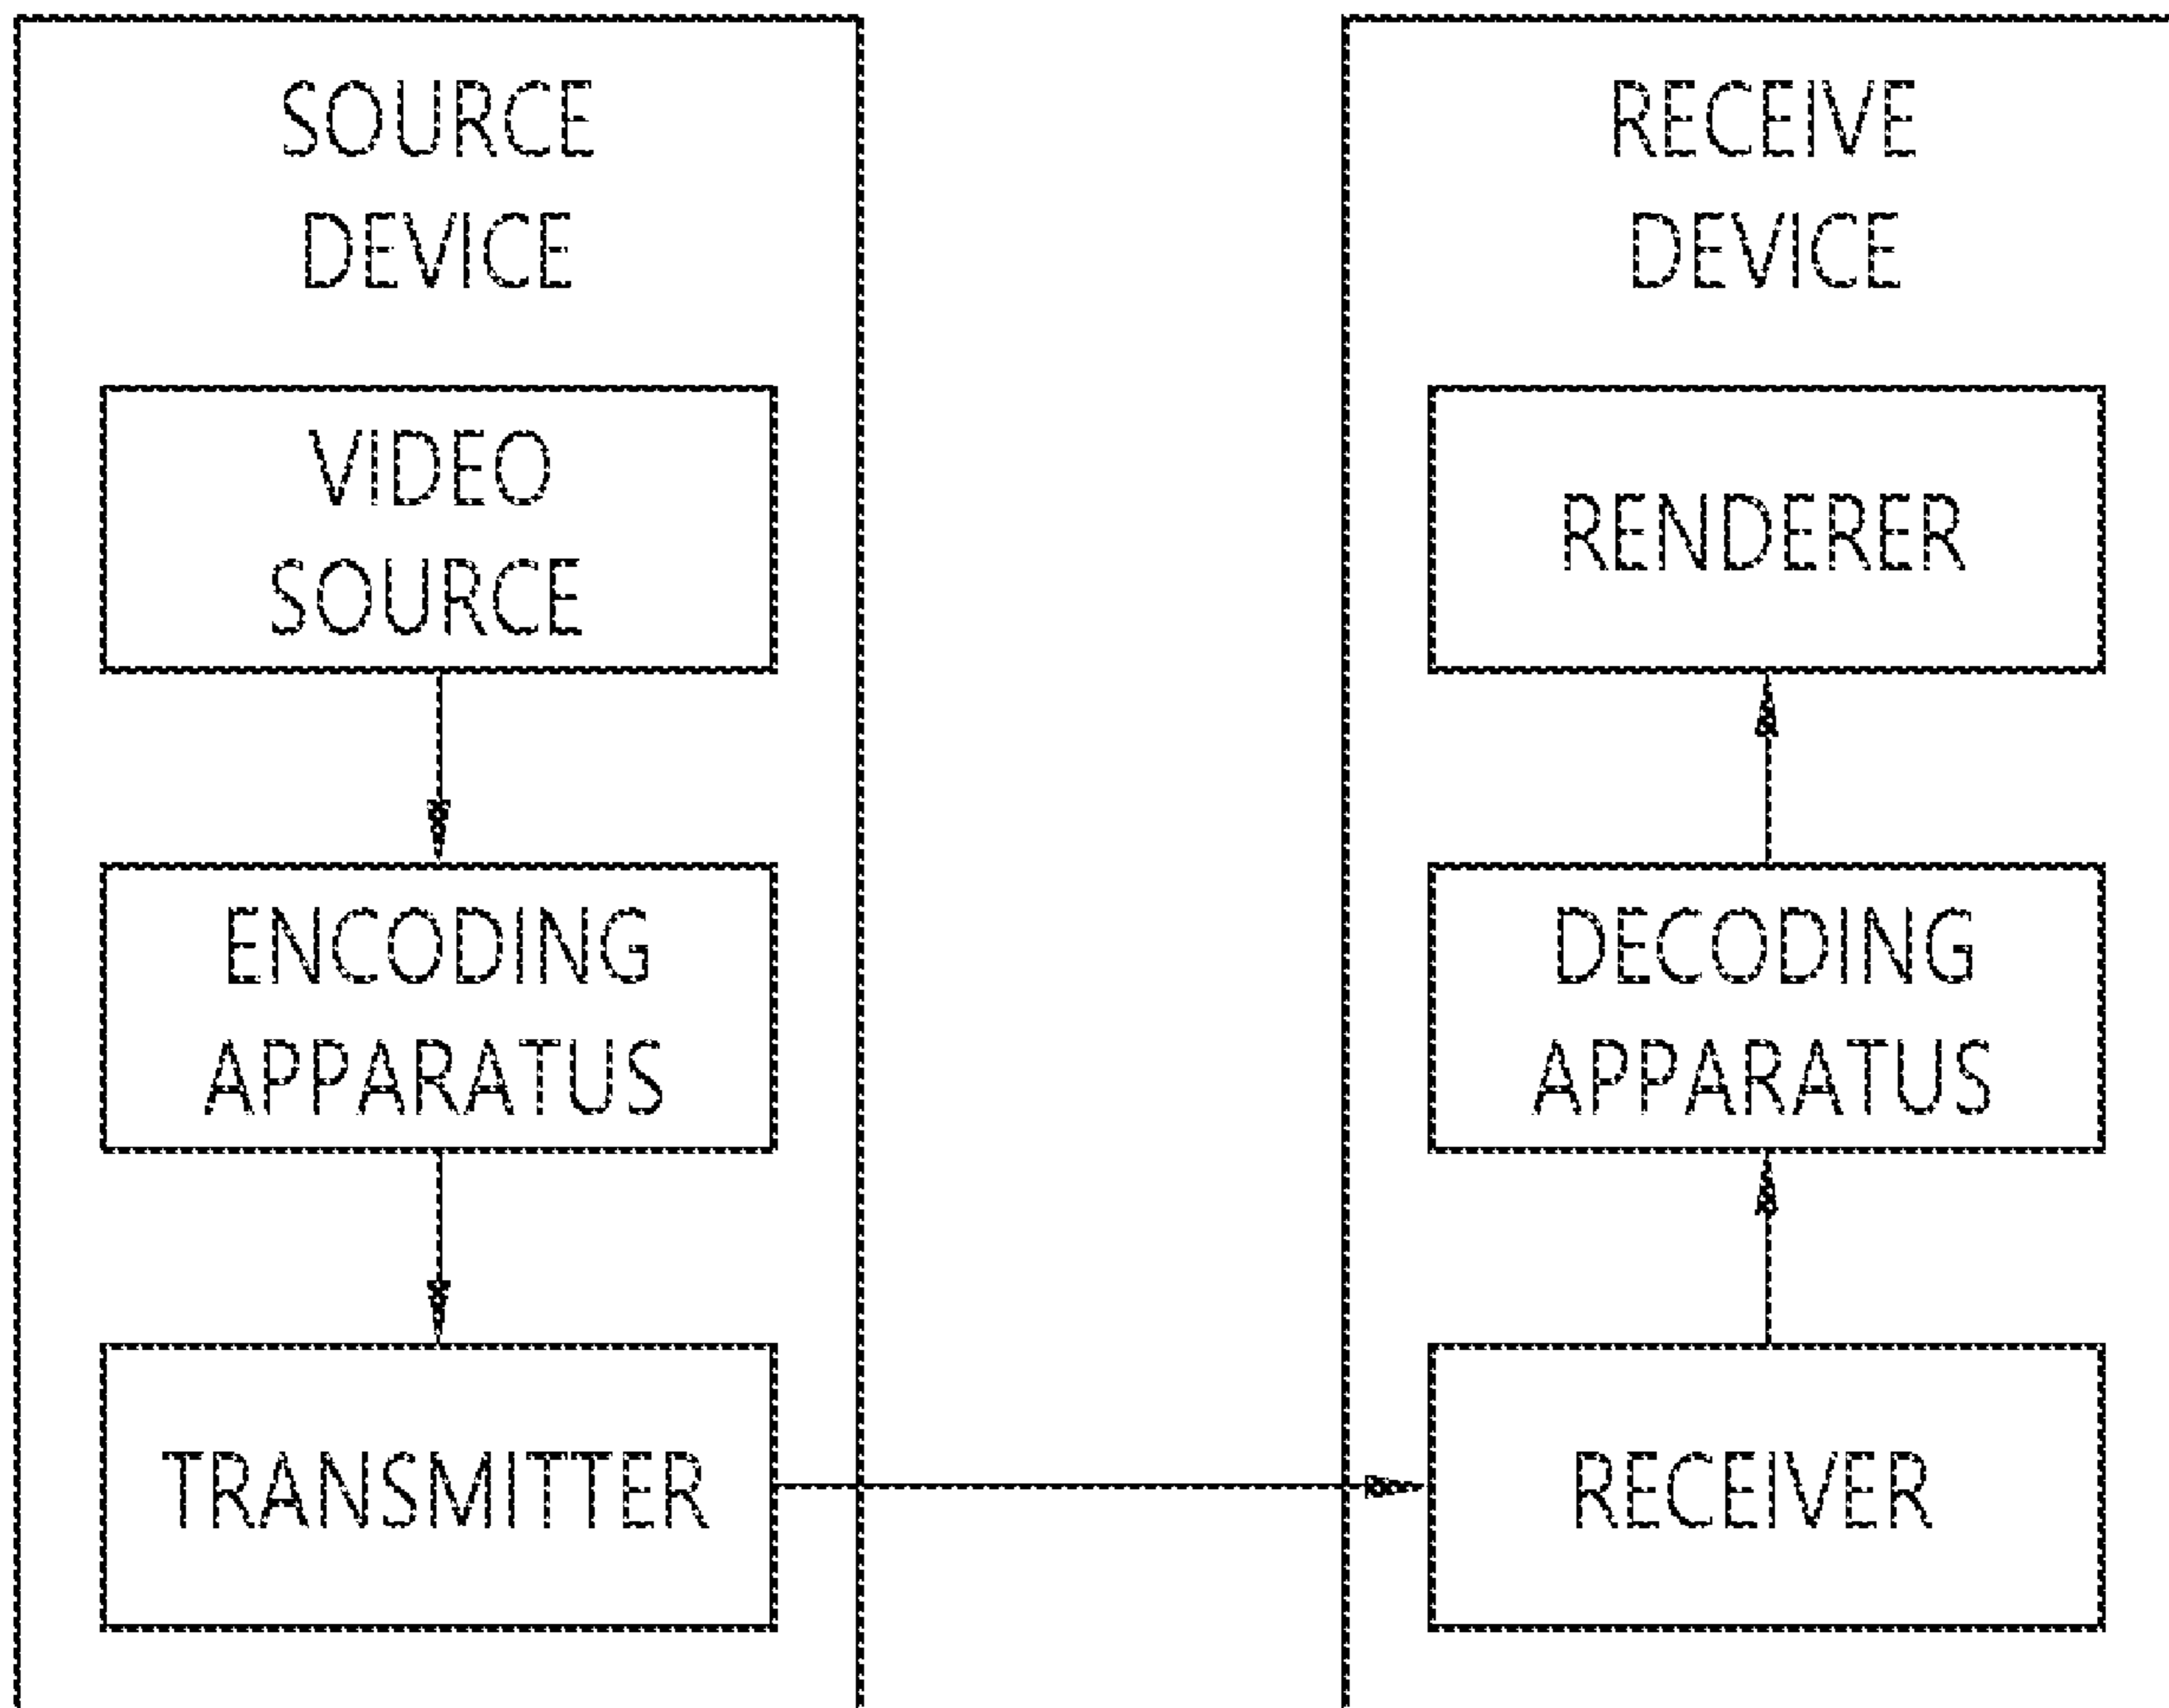 SOURCE
DEVICE
VIDEO
SOURCE
ENCODING
APPARATUS
TRANSMITTER
RECEIVE
DEVICE
RENDERER
DECODING
APPARATUS
RECEIVER